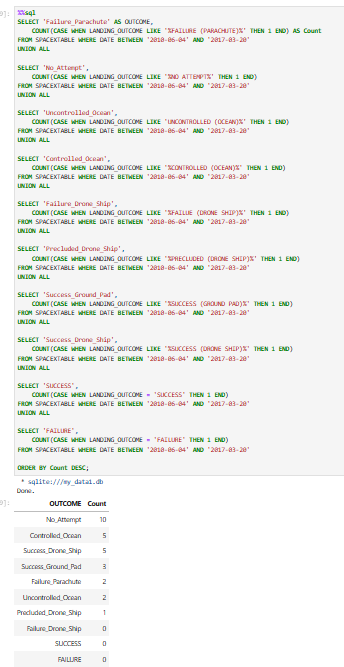 %%sql
SELECT 'Failure_Parachute' AS OUTCOME,
COUNT(CASE WHEN LANDING_OUTCOME LIKE '%FAILURE (PARACHUTE)%' THEN 1 END) AS Count
FROM SPACEXTABLE WHERE DATE BETWEEN '2010-06-04' AND '2017-03-20'
UNION ALL
SELECT 'No_Attempt',
COUNT(CASE WHEN LANDING_OUTCOME LIKE '%NO ATTEMPT%' THEN 1 END)
FROM SPACEXTABLE WHERE DATE BETWEEN '2010-06-04' AND '2017-03-20'
UNION ALL
SELECT 'Uncontrolled_Ocean',
COUNT(CASE WHEN LANDING_OUTCOME LIKE 'UNCONTROLLED (OCEAN)%' THEN 1 END)
FROM SPACEXTABLE WHERE DATE BETWEEN '2010-06-04' AND '2017-03-20'
UNION ALL
SELECT 'Controlled_Ocean',
COUNT(CASE WHEN LANDING_OUTCOME LIKE '%CONTROLLED (OCEAN)%' THEN 1 END)
FROM SPACEXTABLE WHERE DATE BETWEEN '2010-06-04' AND '2017-03-20'
UNION ALL
SELECT 'Failure_Drone_Ship',
COUNT(CASE WHEN LANDING_OUTCOME LIKE '%FAILUE (DRONE SHIP)%' THEN 1 END)
FROM SPACEXTABLE WHERE DATE BETWEEN '2010-06-04' AND '2017-03-20'
UNION ALL
SELECT 'Precluded_Drone_Ship',
COUNT(CASE WHEN LANDING_OUTCOME LIKE '%PRECLUDED (DRONE SHIP)%' THEN 1 END)
FROM SPACEXTABLE WHERE DATE BETWEEN '2010-06-04' AND '2017-03-20'
UNION ALL
SELECT 'Success_Ground_Pad',
COUNT(CASE WHEN LANDING_OUTCOME LIKE '%SUCCESS (GROUND PAD)%' THEN 1 END)
FROM SPACEXTABLE WHERE DATE BETWEEN '2010-06-04' AND '2017-03-20'
UNION ALL
SELECT 'Success_Drone_Ship',
COUNT(CASE WHEN LANDING_OUTCOME LIKE '%SUCCESS (DRONE SHIP)%' THEN 1 END)
FROM SPACEXTABLE WHERE DATE BETWEEN '2010-06-04' AND '2017-03-20'
UNION ALL
SELECT 'SUCCESS',
COUNT(CASE WHEN LANDING_OUTCOME = 'SUCCESS' THEN 1 END)
FROM SPACEXTABLE WHERE DATE BETWEEN '2010-06-04' AND '2017-03-20'
UNION ALL
SELECT 'FAILURE',
COUNT(CASE WHEN LANDING_OUTCOME = 'FAILURE' THEN 1 END)
FROM SPACEXTABLE WHERE DATE BETWEEN '2010-06-04' AND '2017-03-20'
ORDER BY Count DESC;
* sqlite:///my_data1.db
Done.
OUTCOME Count
No_Attempt 10
Controlled_Ocean 5
Success_Drone_Ship 5
Success_Ground_Pad 3
Failure_Parachute 2
Uncontrolled_Ocean 2
Precluded_Drone_Ship 1
Failure_Drone_Ship 0
SUCCESS 0
FAILURE 0